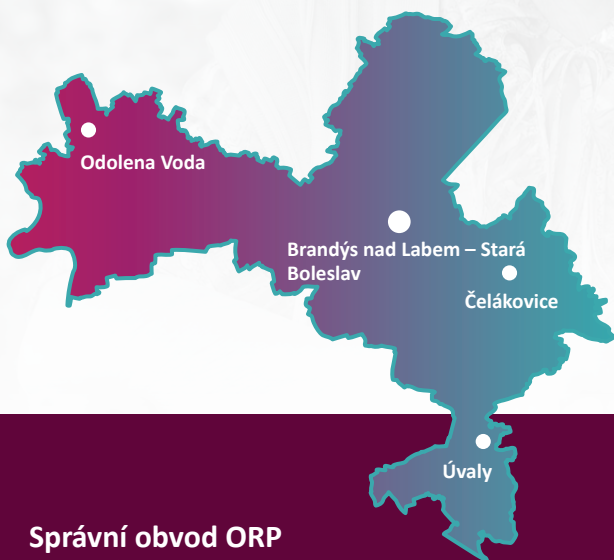 Odolena Voda
Brandýs nad Labem – Stará
Boleslav
Čelákovice
Úvaly
Správní obvod ORP